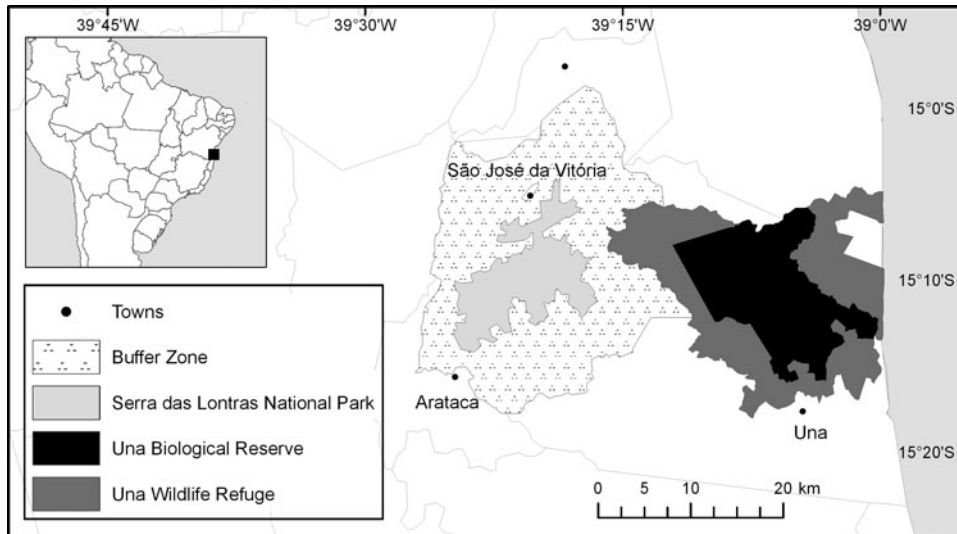 39°45'W 39°30'W 39°15'W 39°0'W
15°0'S
São José da Vitória
15°10'S
Towns
Buffer Zone
Serra das Lontras National Park
Una Biological Reserve
Una Wildlife Refuge
Arataca
Una
15°20'S
0 5 10 20 km